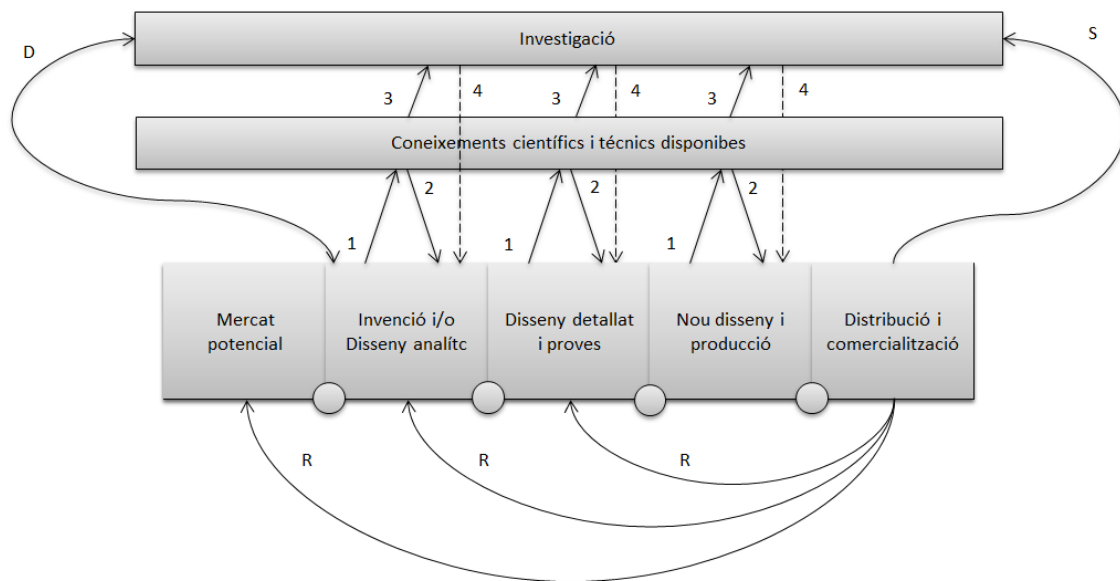 D
Investigació
S
3
4
3
4
3
4
Coneixements científics i técnics disponibes
1
2
1
2
1
2
Mercat
potencial
Invenció i/o
Disseny analítc
Disseny detallat
i proves
Nou disseny i
producció
Distribució i
comercialització
R
R
R